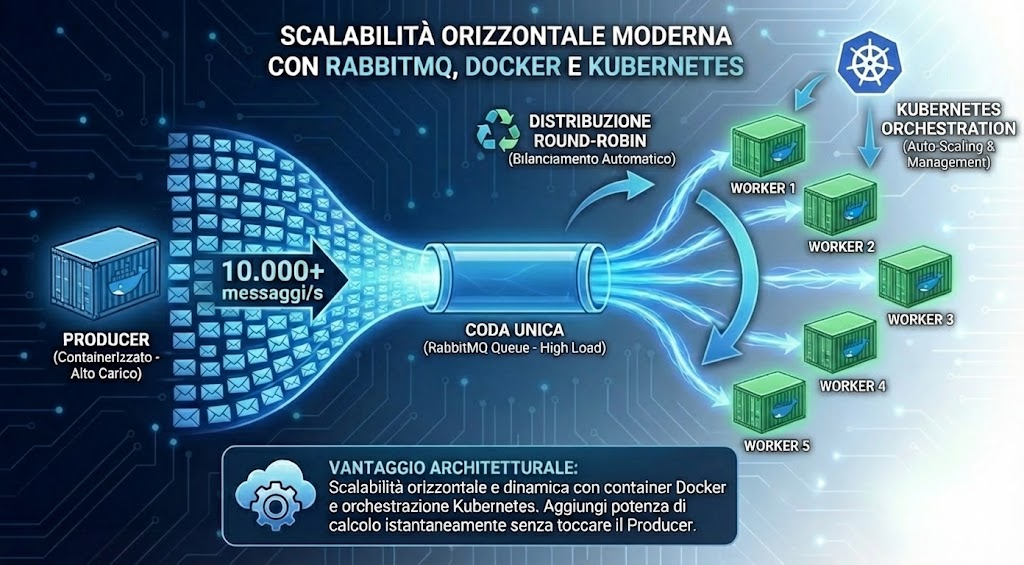 SCALABILITÀ ORIZZONTALE MODERNA
CON RABBITMQ, DOCKER E KUBERNETES
DISTRIBUZIONE
ROUND-ROBIN
(Bilanciamento Automatico)
KUBERNETES
ORCHESTRATION
(Auto-Scaling &
Management)
WORKER 1
WORKER 2
WORKER 3
WORKER 4
WORKER 5
10.000+
messaggi/s
PRODUCER
(Containerizzato -
Alto Carico)
CODA UNICA
(RabbitMQ Queue - High Load)
VANTAGGIO ARCHITETTURALE:
Scalabilità orizzontale e dinamica con container Docker
e orchestrazione Kubernetes. Aggiungi potenza di
calcolo istantaneamente senza toccare il Producer.